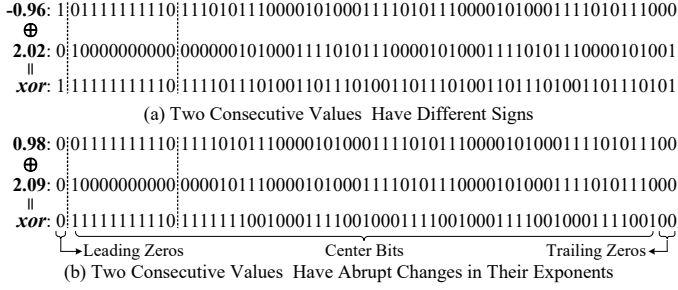 -0.96: 1 01111111110 1110101110000101000111101011100001010001111010111000
⊕
2.02: 0 10000000000 0000001010001111010111000010100011110101110000101001
=
xor: 1 11111111110 1111011101001101110100110111010011011101001101110101
(a) Two Consecutive Values Have Different Signs
0.98: 0 01111111110 1111010111000010100011110101110000101000111101011100
⊕
2.09: 0 10000000000 0000101110000101000111101011100001010001111010111000
=
xor: 0 11111111110 1111111001000111100100011110010001111001000111100100
Leading Zeros Center Bits Trailing Zeros
(b) Two Consecutive Values Have Abrupt Changes in Their Exponents